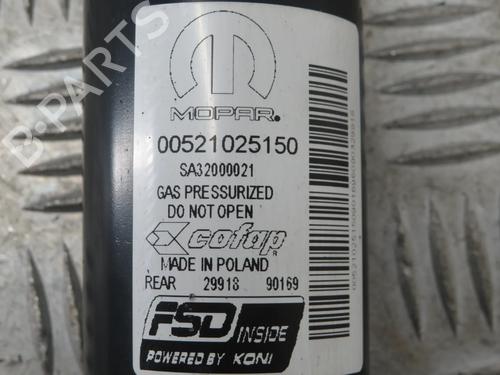 MOPAR®
00521025150
SA32000021
GAS PRESSURIZED
DO NOT OPEN
cofap®
MADE IN POLAND
REAR 29918 90169
FSD INSIDE
POWERED BY KONI
B-PARTS